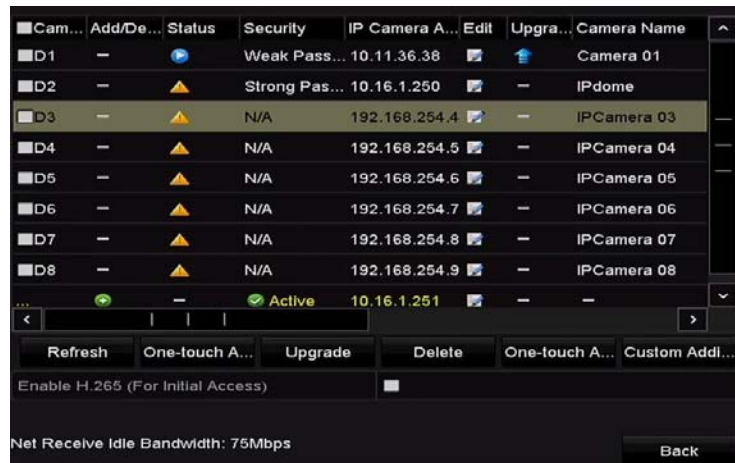 Cam... Add/De... Status Security IP Camera A... Edit Upgra... Camera Name
D1 – Weak Pass... 10.11.36.38 Camera 01
D2 – Strong Pas... 10.16.1.250 – IPdome
D3 – N/A 192.168.254.4 – IPCamera 03
D4 – N/A 192.168.254.5 – IPCamera 04
D5 – N/A 192.168.254.6 – IPCamera 05
D6 – N/A 192.168.254.7 – IPCamera 06
D7 – N/A 192.168.254.8 – IPCamera 07
D8 – N/A 192.168.254.9 – IPCamera 08
... – Active 10.16.1.251 – –
Refresh One-touch A... Upgrade Delete One-touch A... Custom Addi...
Enable H.265 (For Initial Access)
Net Receive Idle Bandwidth: 75Mbps
Back